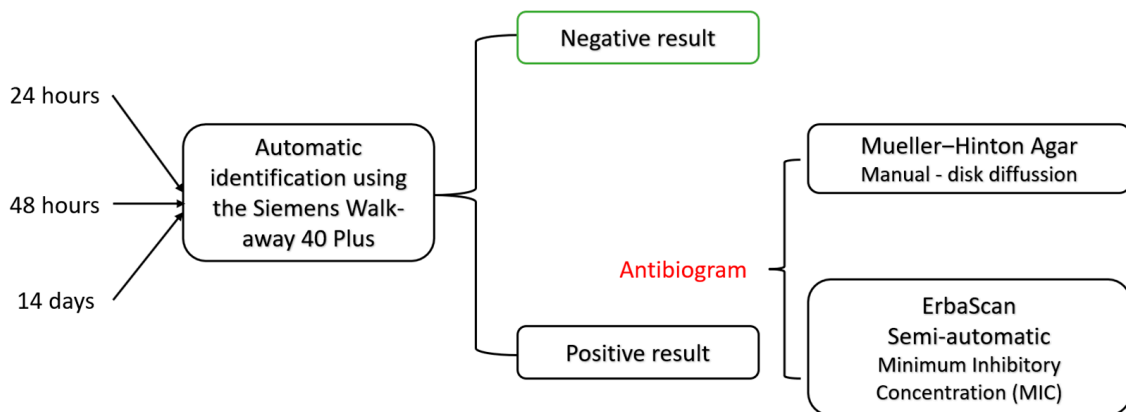 24 hours
48 hours
14 days
Automatic
identification using
the Siemens Walk-
away 40 Plus
Negative result
Positive result
Antibiogram
Mueller–Hinton Agar
Manual - disk diffussion
ErbaScan
Semi-automatic
Minimum Inhibitory
Concentration (MIC)